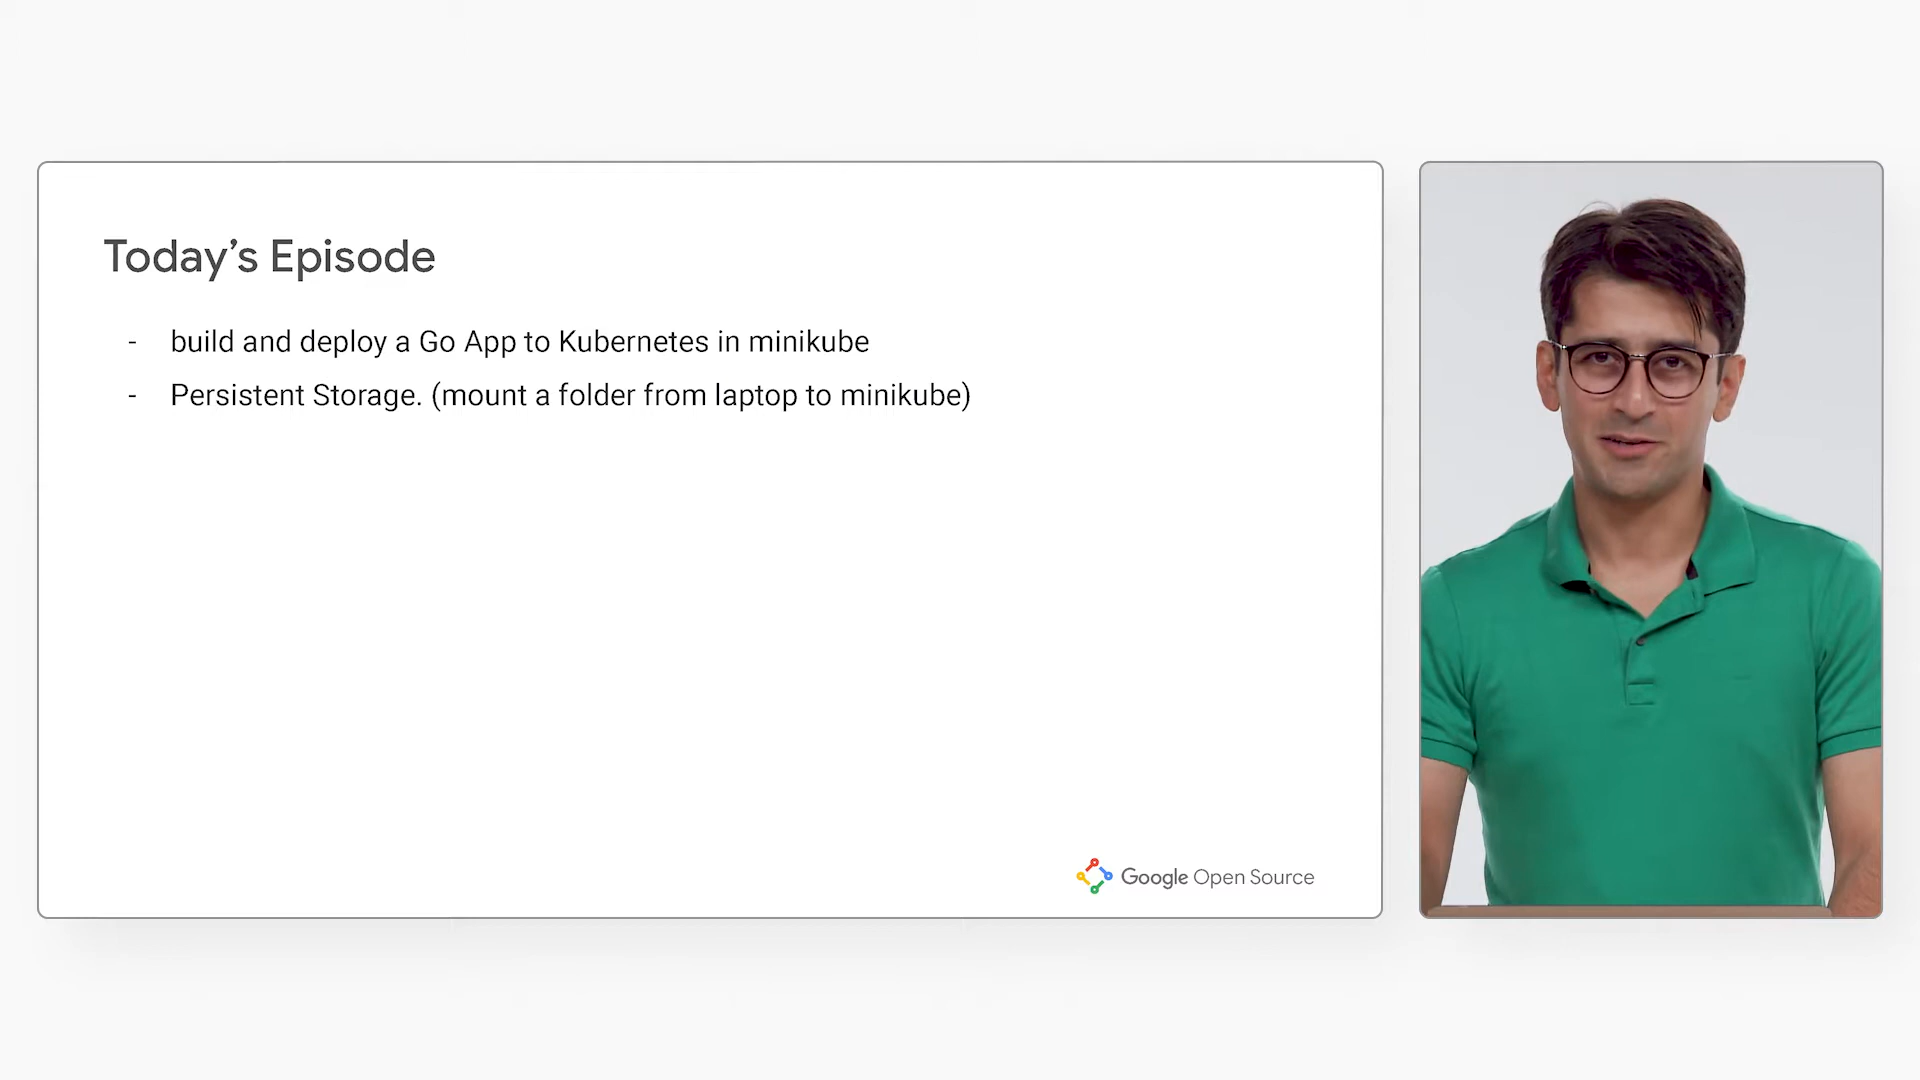 Today’s Episode
- build and deploy a Go App to Kubernetes in minikube
- Persistent Storage. (mount a folder from laptop to minikube)
Google Open Source